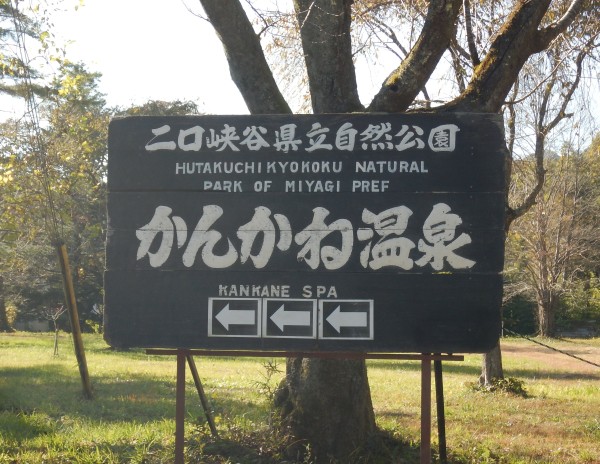 二口峡谷県立自然公園
HUTAKUCHI KYOKOKU NATURAL
PARK OF MIYAGI PREF
かんかね温泉
KANKANE SPA